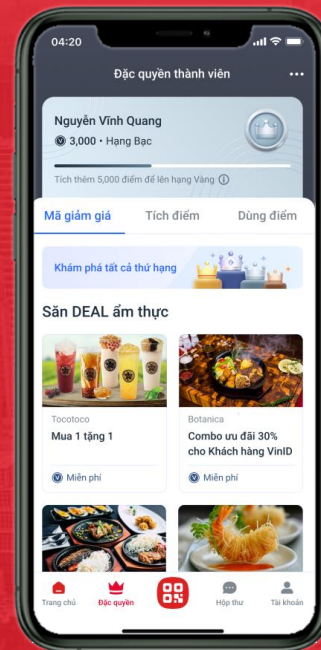 04:20
Đặc quyền thành viên
Nguyễn Vĩnh Quang
3,000 • Hạng Bạc
Tích thêm 5,000 điểm để lên hạng Vàng
Mã giảm giá
Tích điểm
Dùng điểm
Khám phá tất cả thứ hạng
Săn DEAL ẩm thực
Tocotoco
Mua 1 tặng 1
Miễn phí
Botanica
Combo ưu đãi 30%
cho Khách hàng VinID
Miễn phí
Trang chủ
Đặc quyền
Hộp thư
Tài khoản